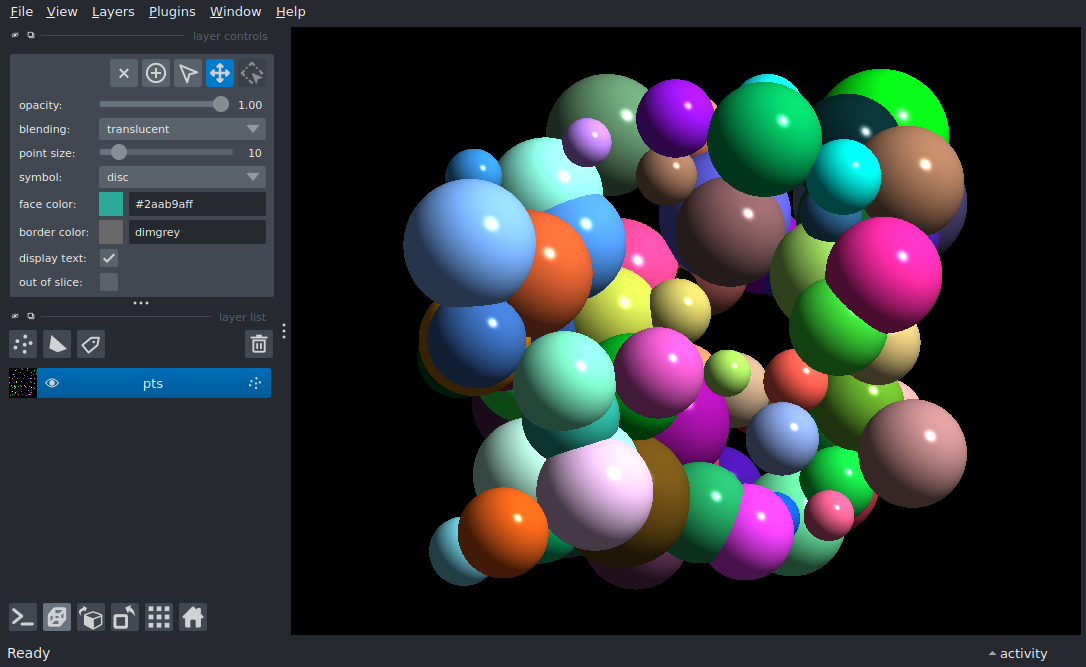 File View Layers Plugins Window Help
layer controls
opacity: 1.00
blending: translucent
point size: 10
symbol: disc
face color: #2aab9aff
border color: dimgrey
display text:
out of slice:
layer list
pts
Ready
activity